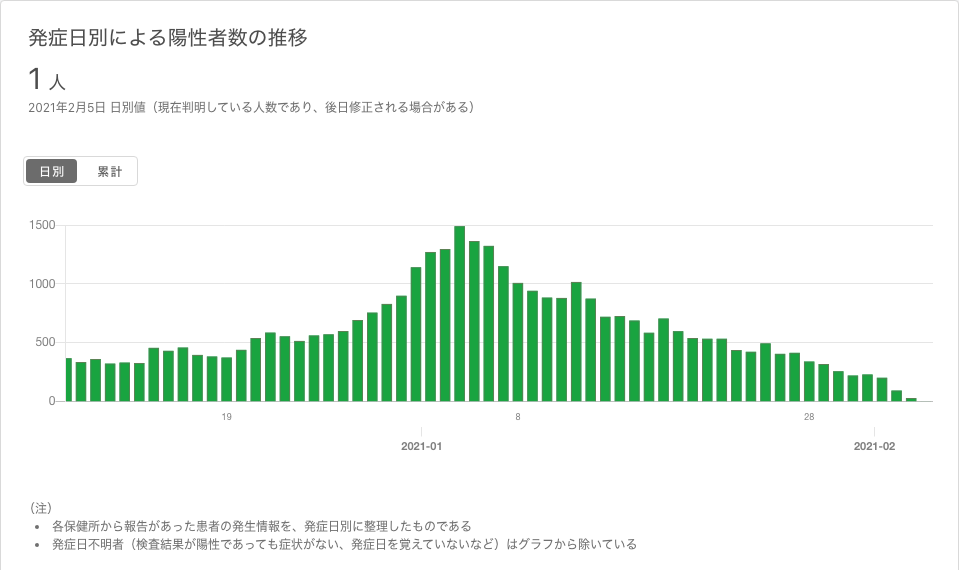 発症日別による陽性者数の推移
1 人
2021年2月5日 日別値（現在判明している人数であり、後日修正される場合がある）
日別 累計
1500
1000
500
0
19 8 28
2021-01 2021-02
（注）
• 各保健所から報告があった患者の発生情報を、発症日別に整理したものである
• 発症日不明者（検査結果が陽性であっても症状がない、発症日を覚えていないなど）はグラフから除いている